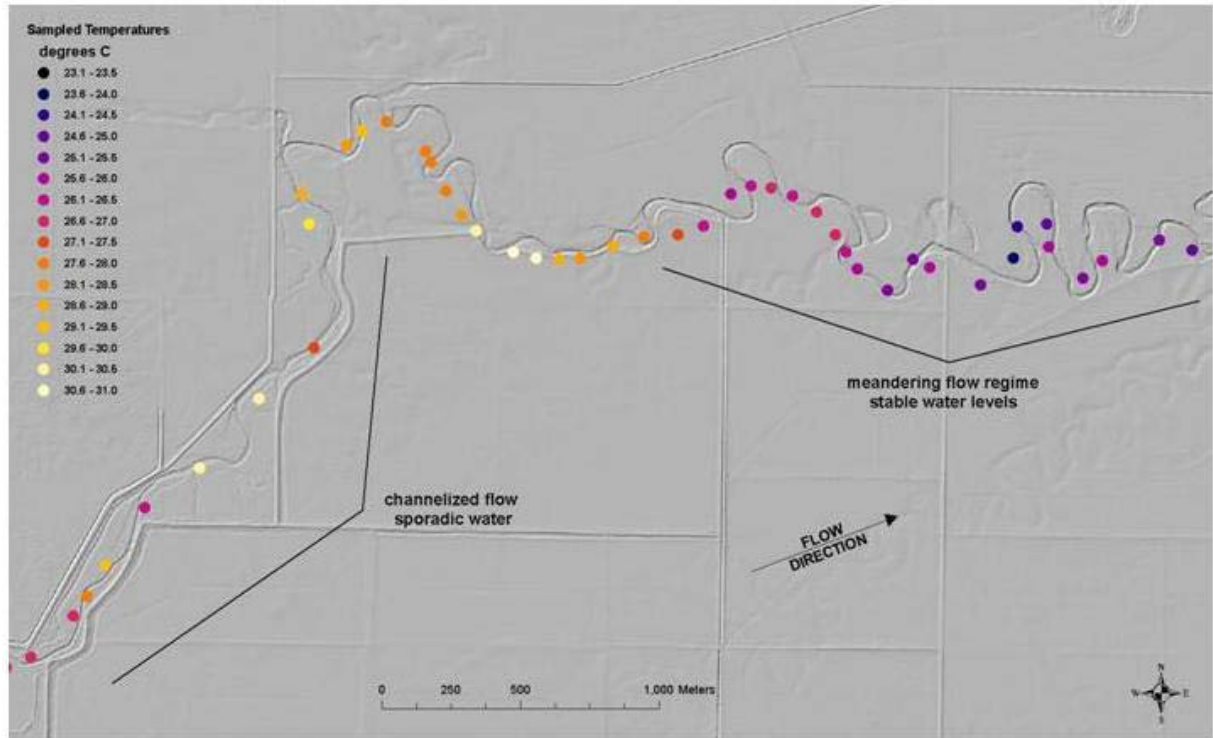 Sampled Temperatures
degrees C
23.1 - 23.5
23.6 - 24.0
24.1 - 24.5
24.6 - 25.0
25.1 - 25.5
25.6 - 26.0
26.1 - 26.5
26.6 - 27.0
27.1 - 27.5
27.6 - 28.0
28.1 - 28.5
28.6 - 29.0
29.1 - 29.5
29.6 - 30.0
30.1 - 30.5
30.6 - 31.0
meandering flow regime
stable water levels
channelized flow
sporadic water
FLOW
DIRECTION
0 250 500 1,000 Meters
N
W E
S